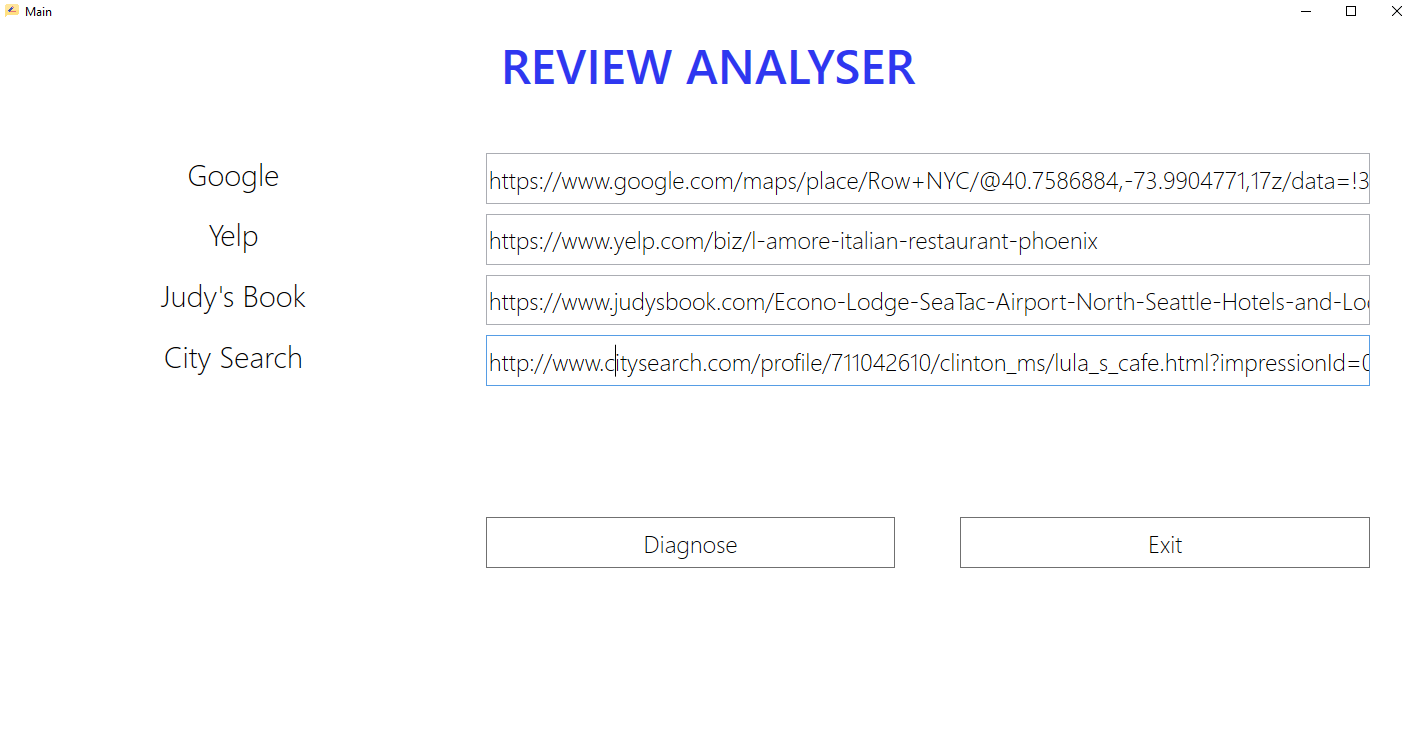 Main
REVIEW ANALYSER
Google
https://www.google.com/maps/place/Row+NYC/@40.7586884,-73.9904771,17z/data=!3
Yelp
https://www.yelp.com/biz/l-amore-italian-restaurant-phoenix
Judy's Book
https://www.judysbook.com/Econo-Lodge-SeaTac-Airport-North-Seattle-Hotels-and-Lo
City Search
http://www.citysearch.com/profile/711042610/clinton_ms/lula_s_cafe.html?impressionId=0
Diagnose
Exit